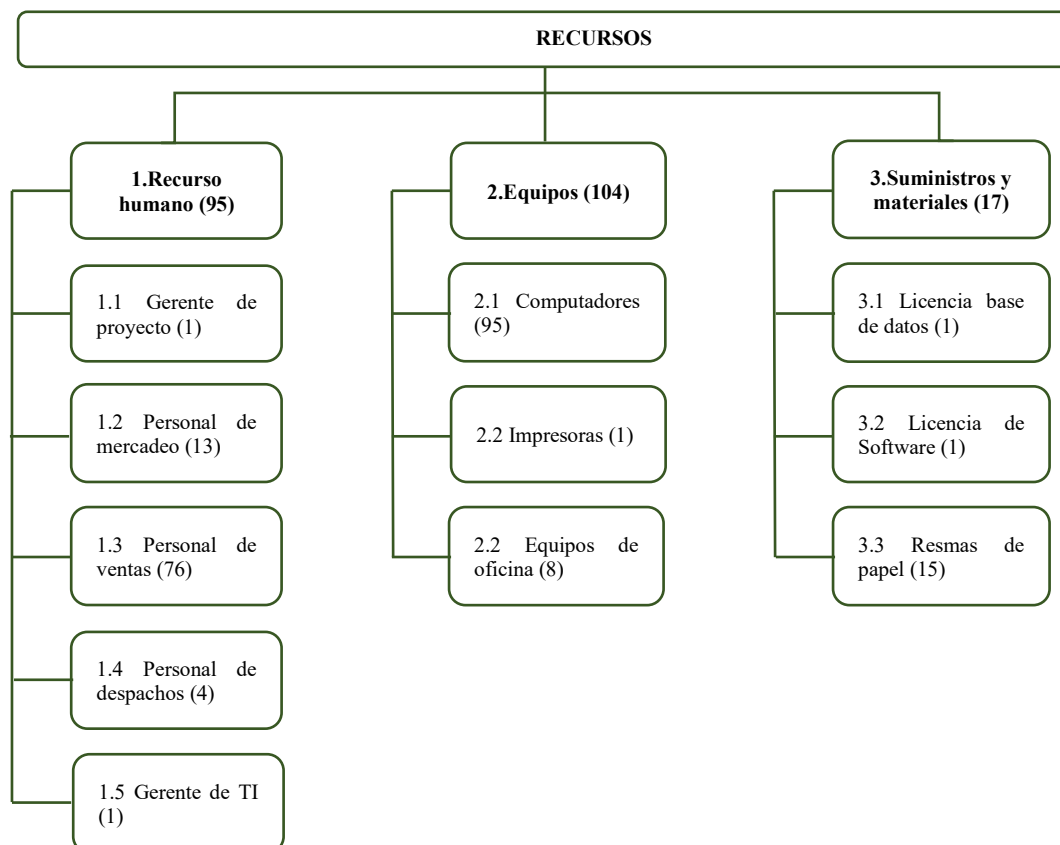 RECURSOS
1.Recurso
humano (95)
1.1 Gerente de
proyecto (1)
1.2 Personal de
mercadeo (13)
1.3 Personal de
ventas (76)
1.4 Personal de
despachos (4)
1.5 Gerente de TI
(1)
2.Equipos (104)
2.1 Computadores
(95)
2.2 Impresoras (1)
2.2 Equipos de
oficina (8)
3.Suministros y
materiales (17)
3.1 Licencia base
de datos (1)
3.2 Licencia de
Software (1)
3.3 Resmas de
papel (15)